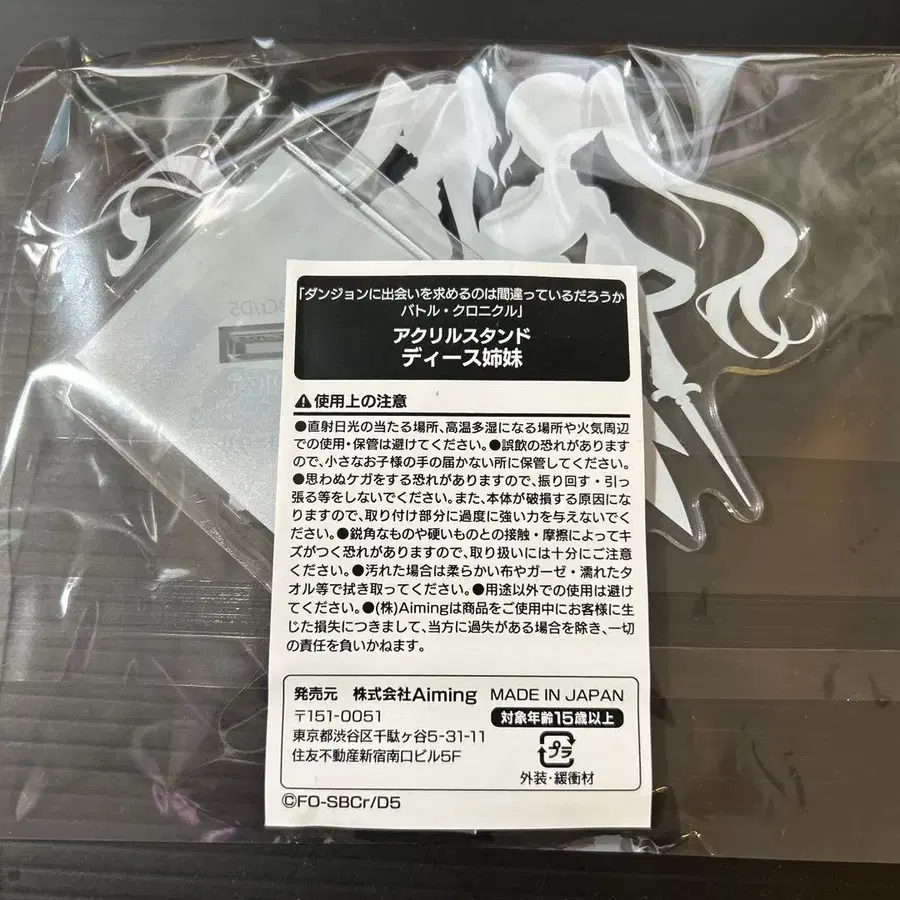 「ダンジョンに出会いを求めるのは間違っているだろうか
バトル・クロニクル」
アクリルスタンド
ディース姉妹
⚠使用上の注意
●直射日光の当たる場所、高温多湿になる場所や火気周辺
での使用・保管は避けてください。●誤飲の恐れがあります
ので、小さなお子様の手の届かない所に保管してください。
●思わぬケガをする恐れがありますので、振り回す・引っ
張る等をしないでください。また、本体が破損する原因にな
りますので、取り付け部分に過度に強い力を与えないでく
ださい。●鋭角なものや硬いものとの接触・摩擦によってキ
ズがつく恐れがありますので、取り扱いには十分にご注意
ください。●汚れた場合は柔らかい布やガーゼ・濡れたタ
オル等で拭き取ってください。●用途以外での使用は避け
てください。●(株)Aimingは商品をご使用中にお客様に生
じた損失につきまして、当方に過失がある場合を除き、一切
の責任を負いかねます。
発売元 株式会社Aiming MADE IN JAPAN
〒151-0051 対象年齢15歳以上
東京都渋谷区千駄ヶ谷5-31-11
住友不動産新宿南口ビル5F
プラ
外装・緩衝材
©FO-SBCr/D5